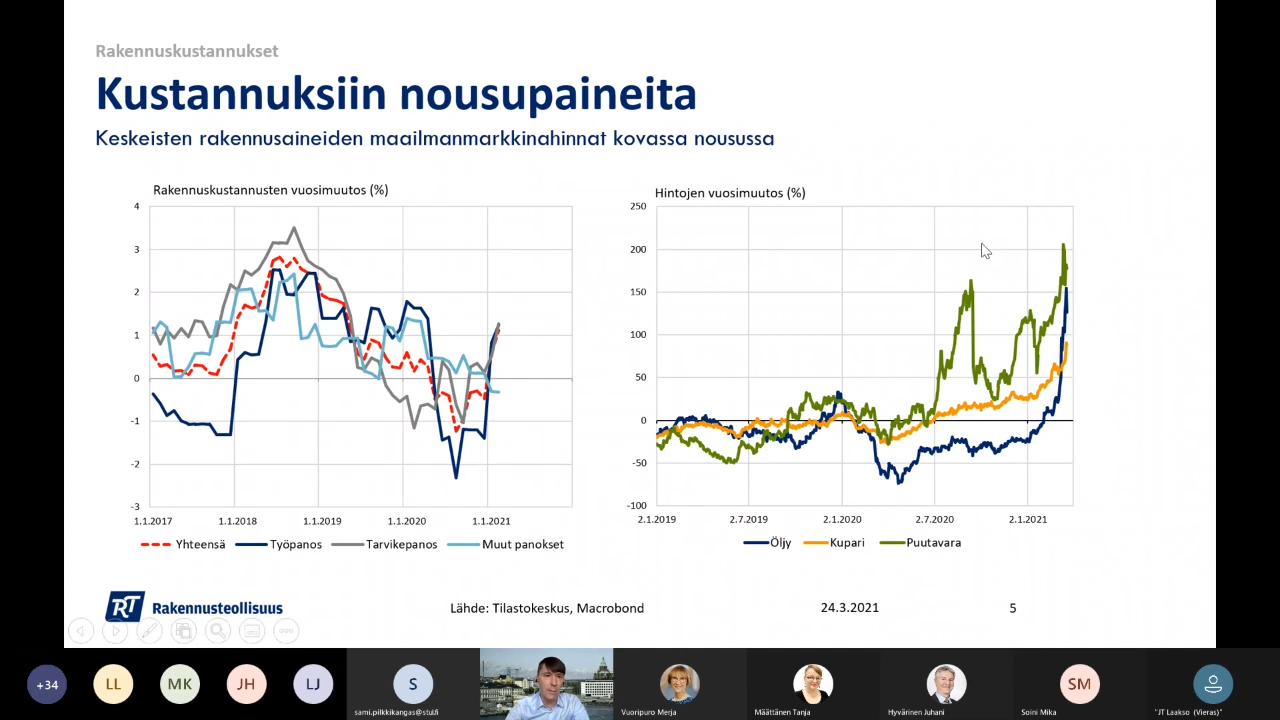 Rakennuskustannukset
Kustannuksiin nousupaineita
Keskeisten rakennusaineiden maailmanmarkkinahinnat kovassa nousussa
Rakennuskustannusten vuosimuutos (%)
4
3
2
1
0
-1
-2
-3
1.1.2017 1.1.2018 1.1.2019 1.1.2020 1.1.2021
Yhteensä Työpanos Tarvikepanos Muut panokset
Hintojen vuosimuutos (%)
250
200
150
100
50
0
-50
-100
2.1.2019 2.7.2019 2.1.2020 2.7.2020 2.1.2021
Öljy Kupari Puutavara
RT Rakennusteollisuus
Lähde: Tilastokeskus, Macrobond
24.3.2021
5
+34 LL MK JH LJ S SM
sami.pilkkikangas@stul.fi Vuoripuro Merja Määttänen Tanja Hyvärinen Juhani Soini Mika "JT Laakso (Vieras)"